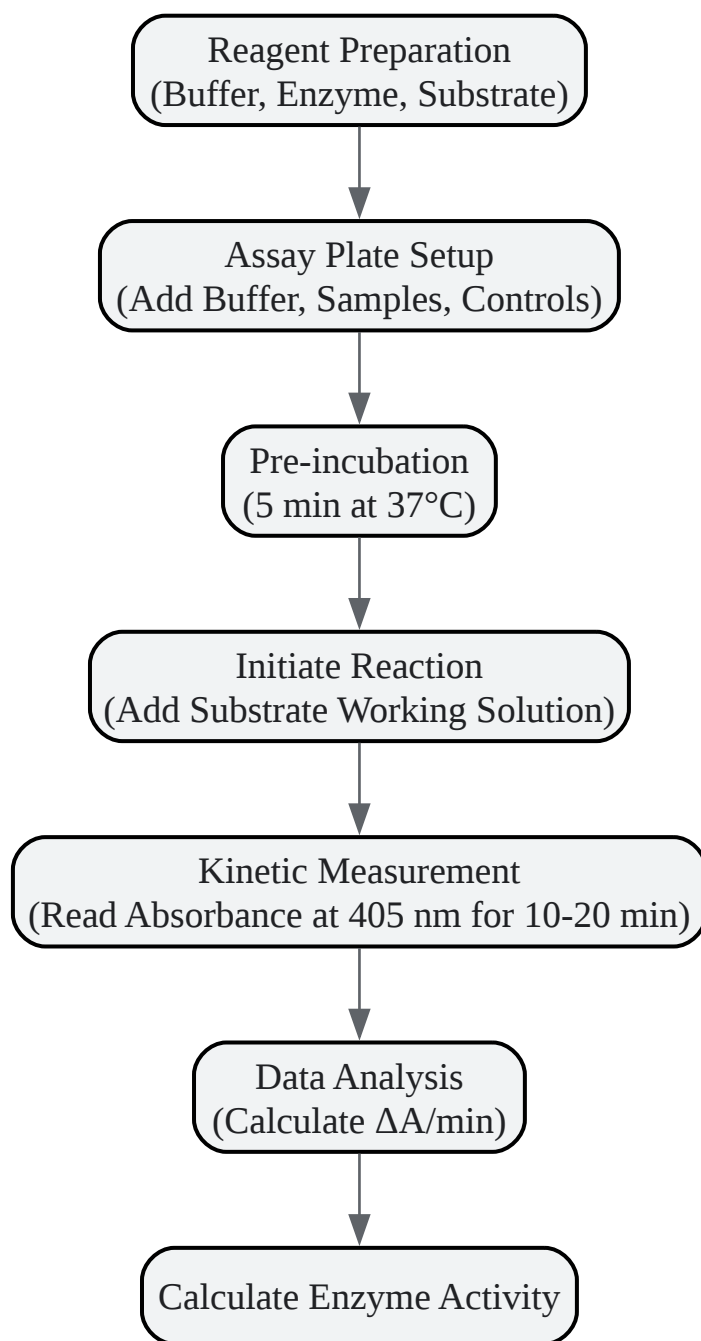 Reagent Preparation
(Buffer, Enzyme, Substrate)
Assay Plate Setup
(Add Buffer, Samples, Controls)
Pre-incubation
(5 min at 37°C)
Initiate Reaction
(Add Substrate Working Solution)
Kinetic Measurement
(Read Absorbance at 405 nm for 10-20 min)
Data Analysis
(Calculate ΔA/min)
Calculate Enzyme Activity